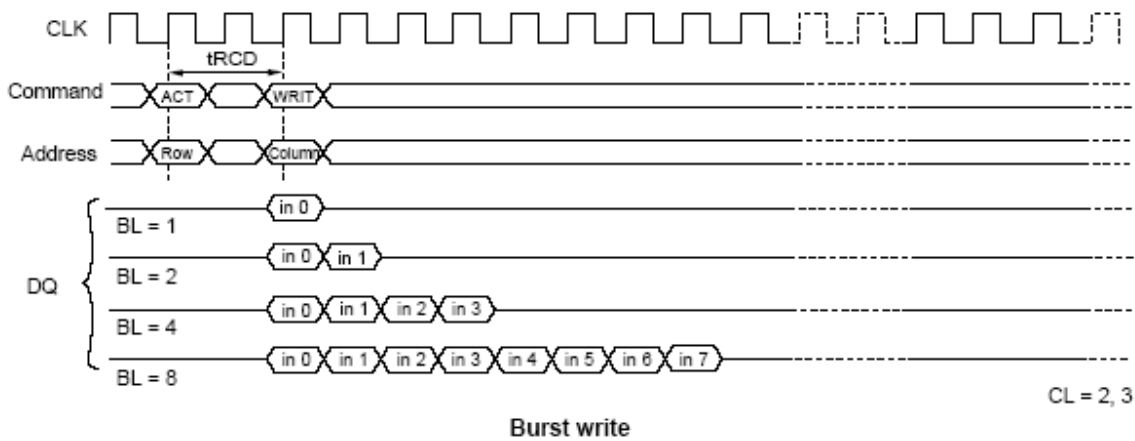 CLK
tRCD
Command ACT WRIT
Address Row Column
in 0
BL = 1
in 0 in 1
BL = 2
DQ
in 0 in 1 in 2 in 3
BL = 4
in 0 in 1 in 2 in 3 in 4 in 5 in 6 in 7
BL = 8
CL = 2, 3
Burst write